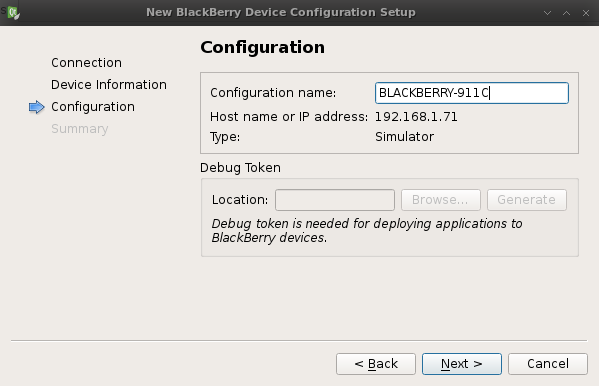 New BlackBerry Device Configuration Setup
Connection
Device Information
Configuration
Summary
Configuration
Configuration name: BLACKBERRY-911C
Host name or IP address: 192.168.1.71
Type: Simulator
Debug Token
Location: Browse... Generate
Debug token is needed for deploying applications to
BlackBerry devices.
< Back Next > Cancel